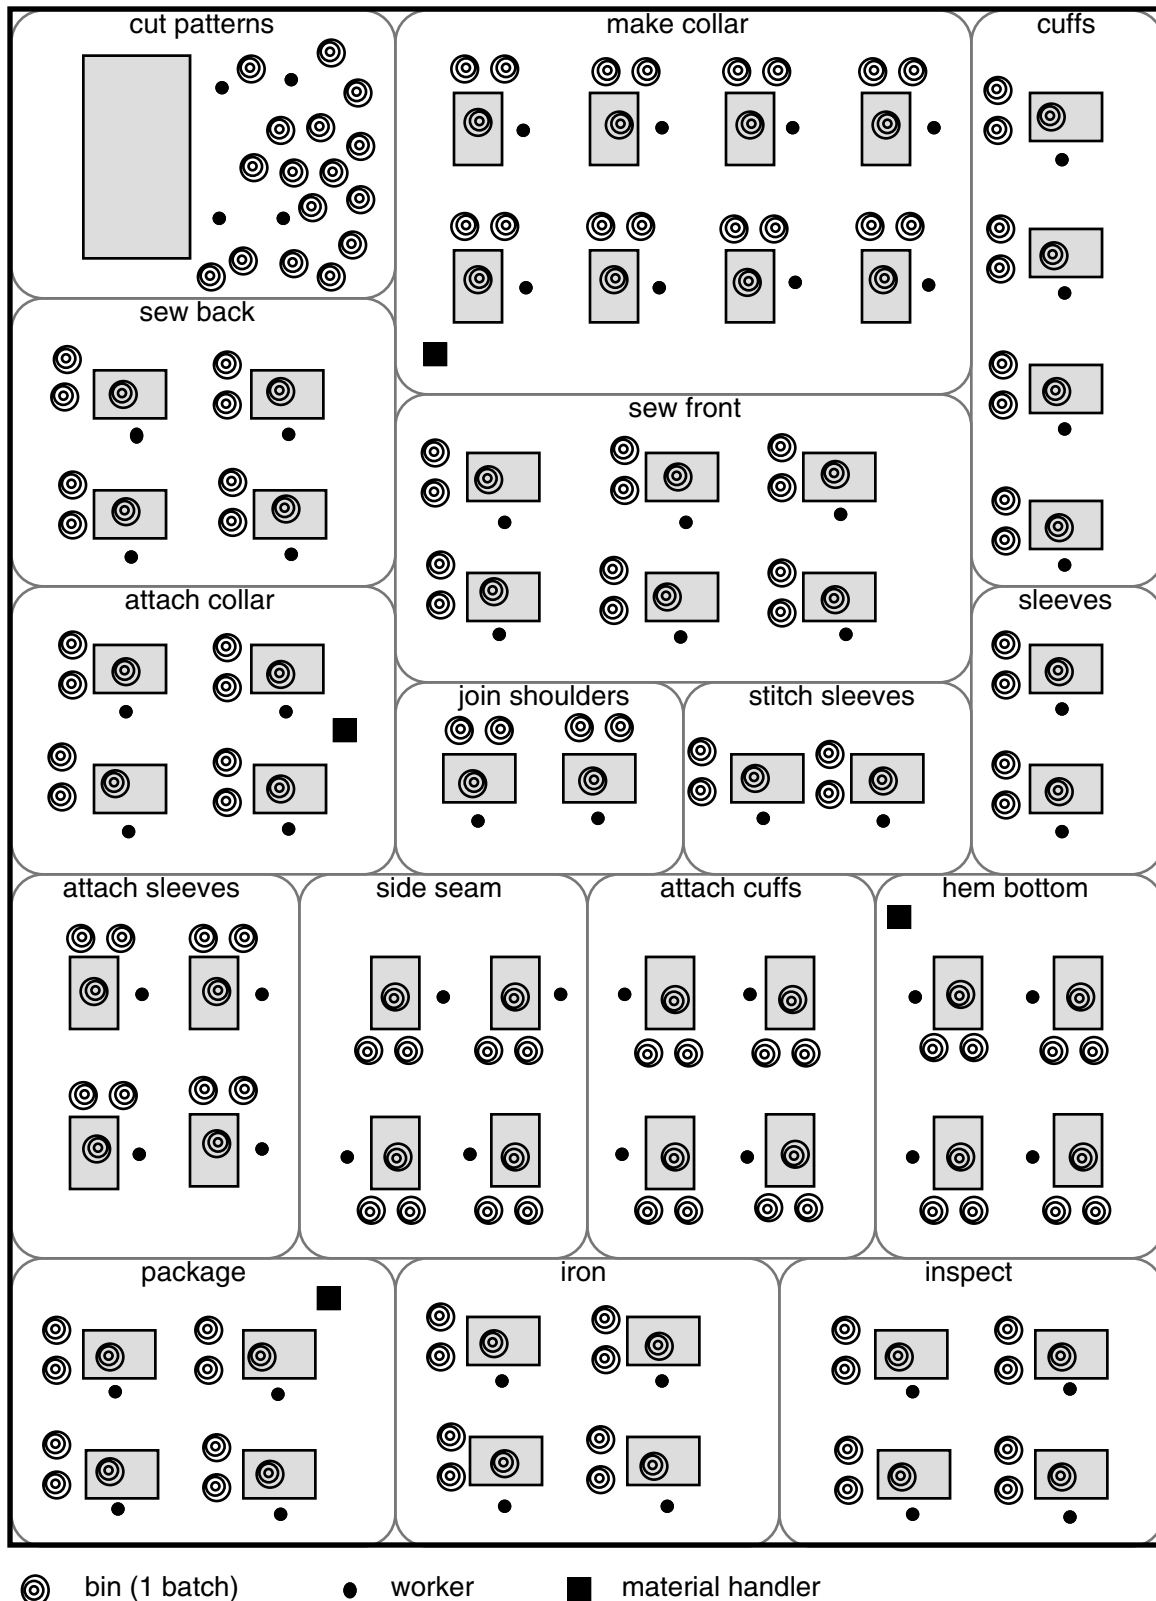 cut patterns
make collar
cuffs
sew back
sew front
attach collar
sleeves
join shoulders
stitch sleeves
attach sleeves
side seam
attach cuffs
hem bottom
package
iron
inspect
bin (1 batch)
worker
material handler